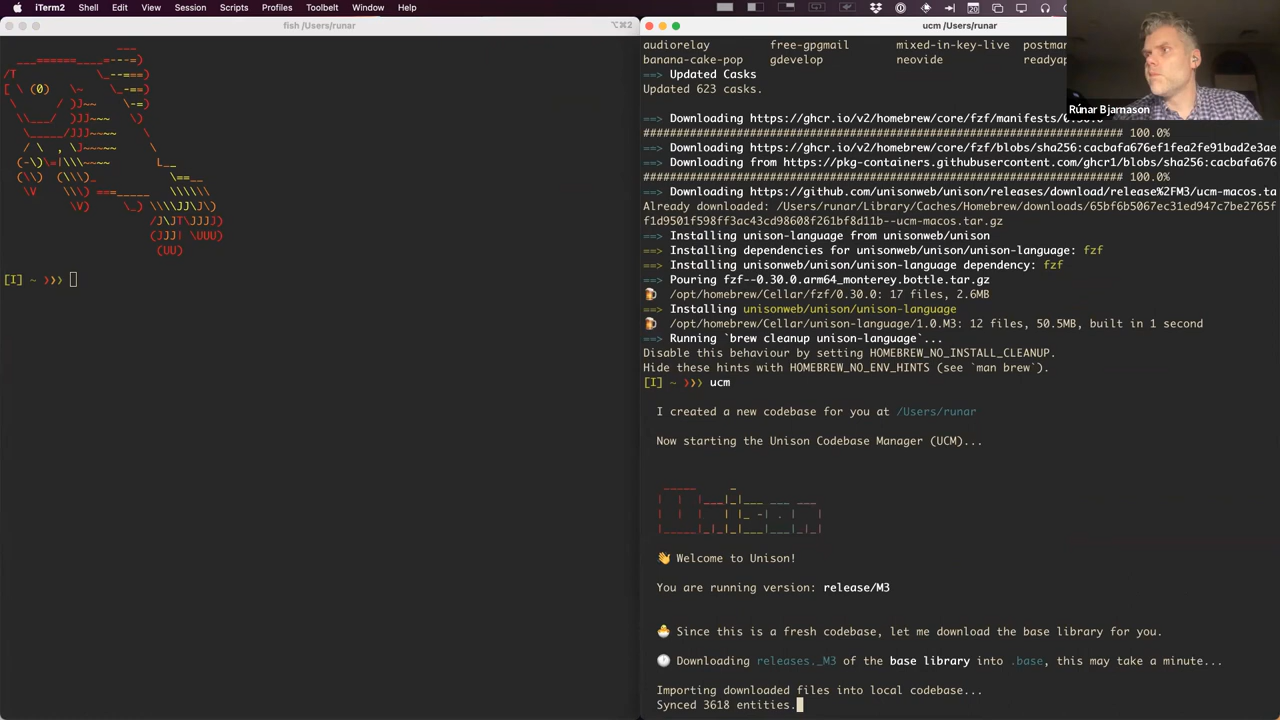 iTerm2 Shell Edit View Session Scripts Profiles Toolbelt Window Help
fish /Users/runar
⌥⌘2
ucm /Users/runar
audiorelay free-gpgmail mixed-in-key-live postma
banana-cake-pop gdevelop neovide readyap
==> Updated Casks
Updated 623 casks.
Rúnar Bjarnason
==> Downloading https://ghcr.io/v2/homebrew/core/fzf/manifests/0.30.0
######################################################################## 100.0%
==> Downloading https://ghcr.io/v2/homebrew/core/fzf/blobs/sha256:cacbafa676ef1fea2fe91bad2e3ae
==> Downloading from https://pkg-containers.githubusercontent.com/ghcr1/blobs/sha256:cacbafa676
######################################################################## 100.0%
==> Downloading https://github.com/unisonweb/unison/releases/download/release%2FM3/ucm-macos.ta
Already downloaded: /Users/runar/Library/Caches/Homebrew/downloads/65bf6b5067ec31ed947c7be2765f
f1d9501f598ff3ac43cd98608f261bf8d11b--ucm-macos.tar.gz
==> Installing unison-language from unisonweb/unison
==> Installing dependencies for unisonweb/unison/unison-language: fzf
==> Installing unisonweb/unison/unison-language dependency: fzf
==> Pouring fzf--0.30.0.arm64_monterey.bottle.tar.gz
🍺 /opt/homebrew/Cellar/fzf/0.30.0: 17 files, 2.6MB
==> Installing unisonweb/unison/unison-language
🍺 /opt/homebrew/Cellar/unison-language/1.0.M3: 12 files, 50.5MB, built in 1 second
==> Running `brew cleanup unison-language`...
Disable this behaviour by setting HOMEBREW_NO_INSTALL_CLEANUP.
Hide these hints with HOMEBREW_NO_ENV_HINTS (see `man brew`).
[I] ~ ❯❯❯ ucm
I created a new codebase for you at /Users/runar
Now starting the Unison Codebase Manager (UCM)...
👋 Welcome to Unison!
You are running version: release/M3
🐣 Since this is a fresh codebase, let me download the base library for you.
🕐 Downloading releases._M3 of the base library into .base, this may take a minute...
Importing downloaded files into local codebase...
Synced 3618 entities.
[I] ~ ❯❯❯